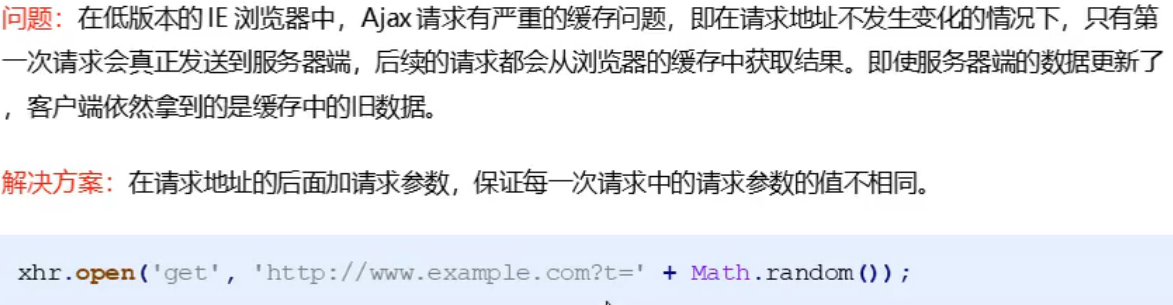 问题：在低版本的 IE 浏览器中，Ajax 请求有严重的缓存问题，即在请求地址不发生变化的情况下，只有第
一次请求会真正发送到服务器端，后续的请求都会从浏览器的缓存中获取结果。即使服务器端的数据更新了
，客户端依然拿到的是缓存中的旧数据。
解决方案：在请求地址的后面加请求参数，保证每一次请求中的请求参数的值不相同。
xhr.open('get', 'http://www.example.com?t=' + Math.random());